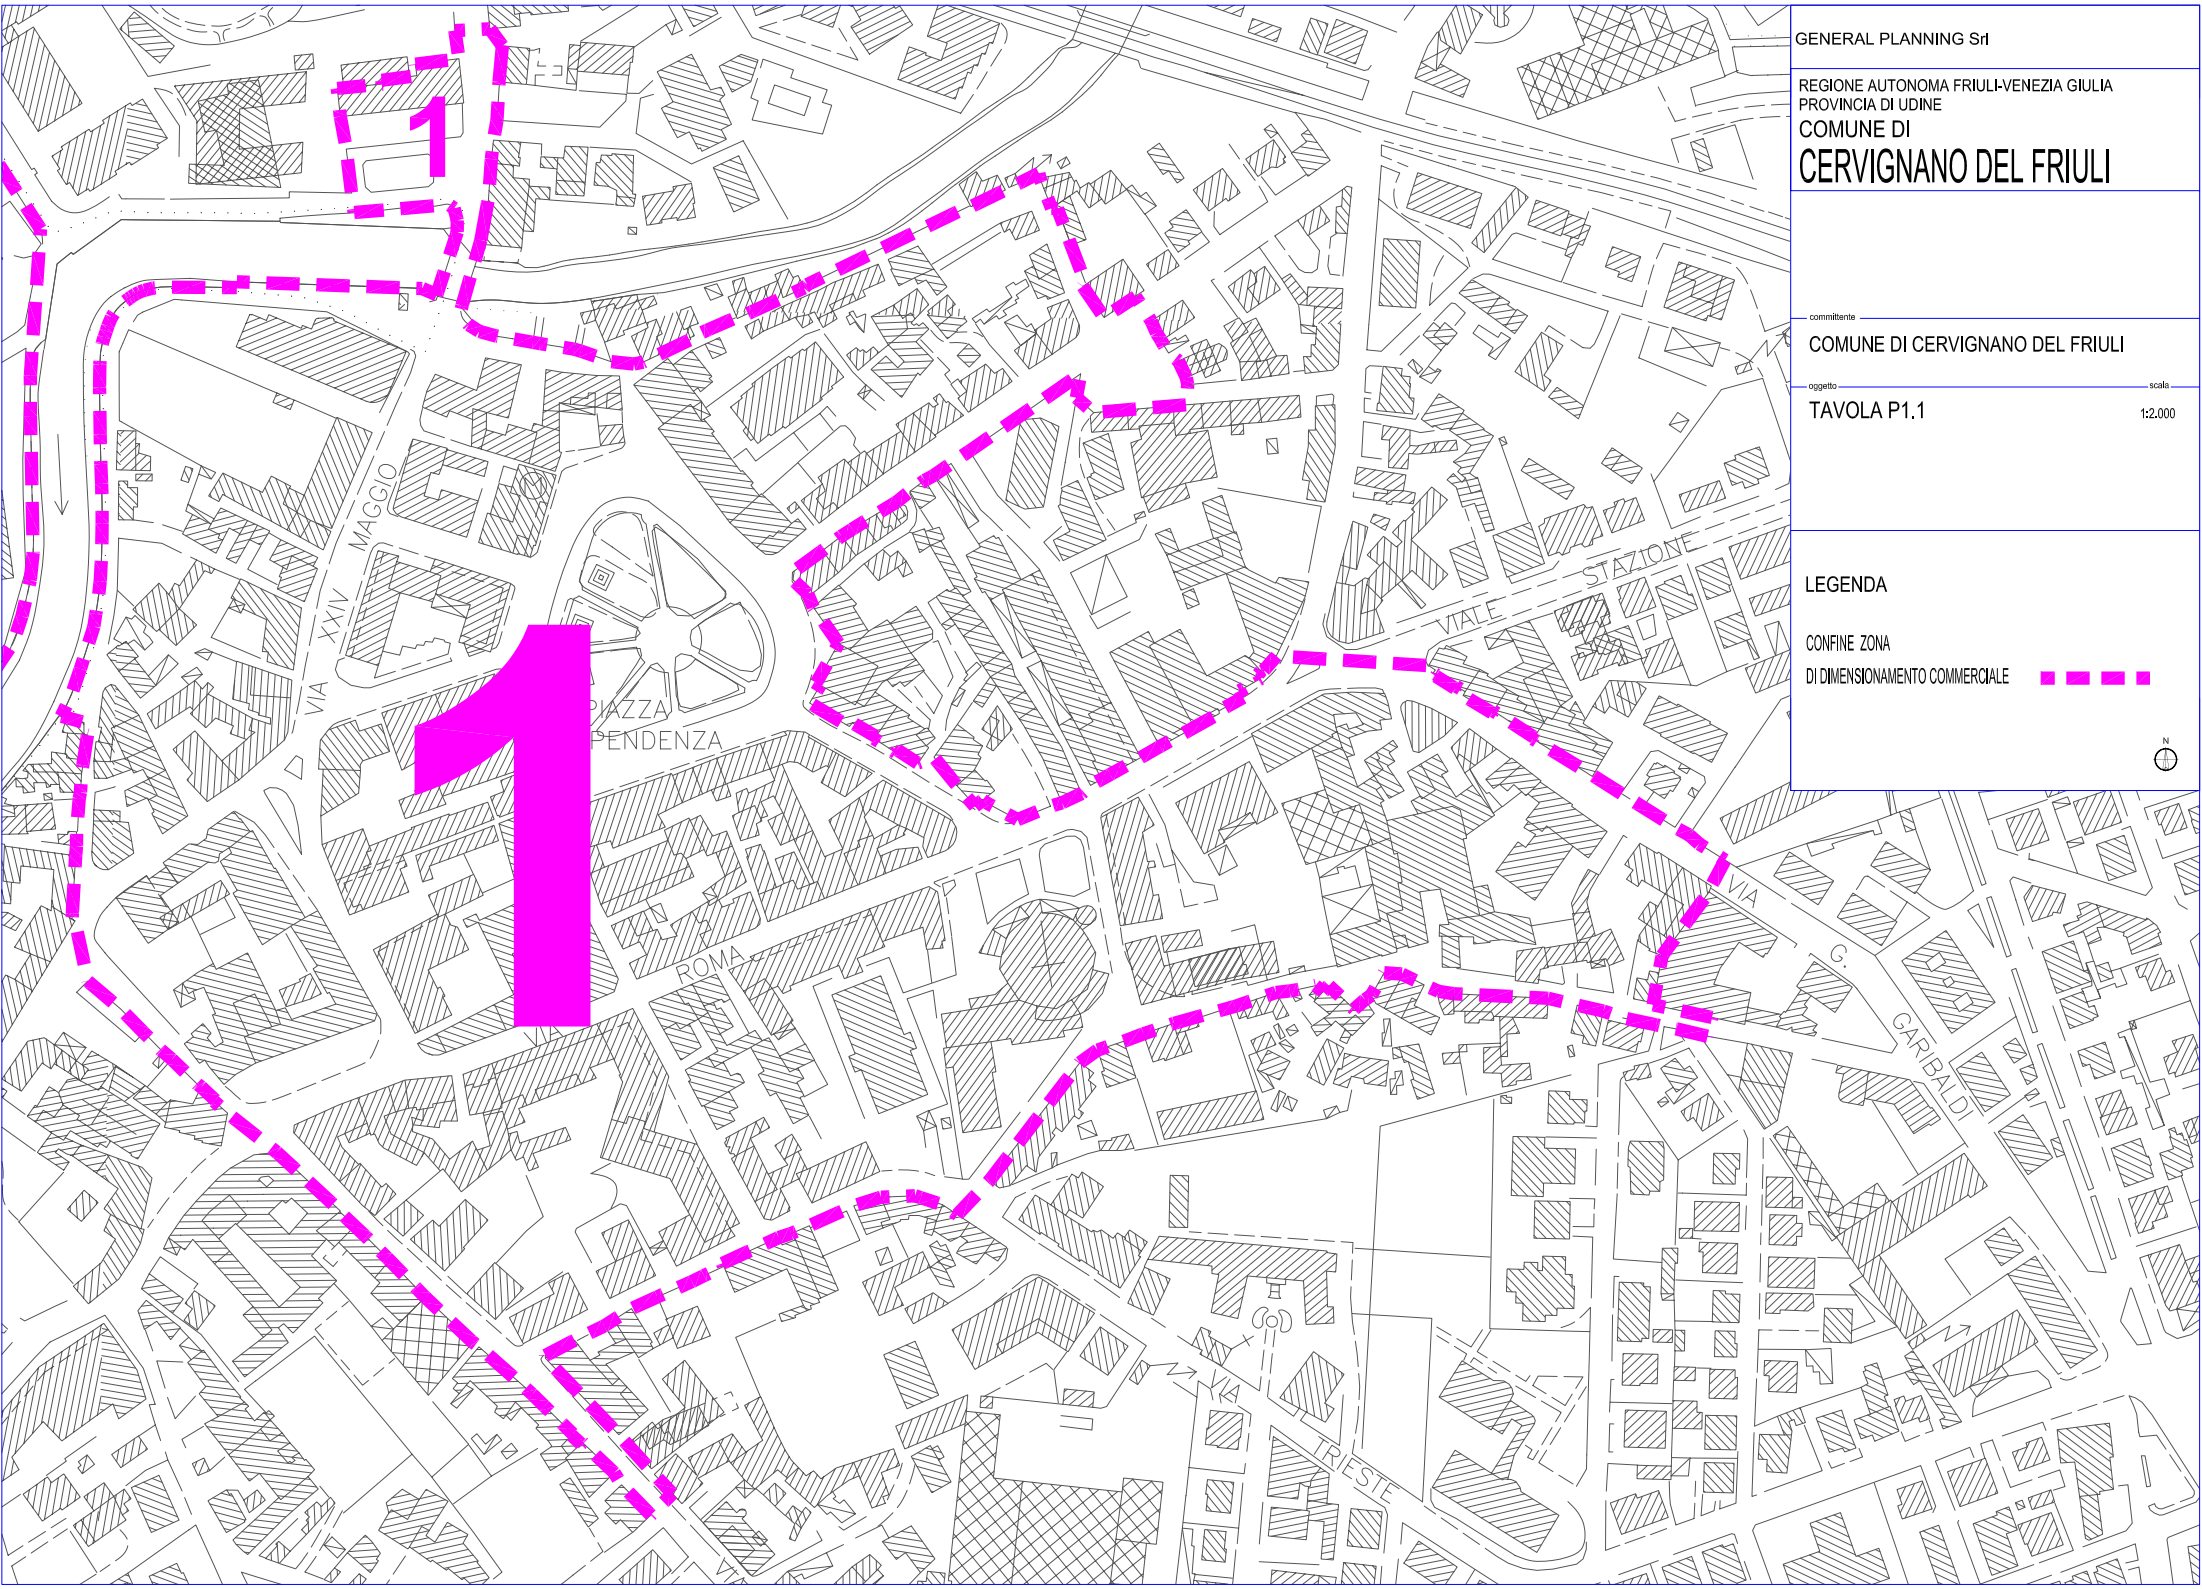 GENERAL PLANNING Srl
REGIONE AUTONOMA FRIULI-VENEZIA GIULIA
PROVINCIA DI UDINE
COMUNE DI
CERVIGNANO DEL FRIULI
committente
COMUNE DI CERVIGNANO DEL FRIULI
oggetto
scala
TAVOLA P1.1
1:2.000
LEGENDA
CONFINE ZONA
DI DIMENSIONAMENTO COMMERCIALE
N
1
1
VIA XXIV MAGGIO
PIAZZA
PENDENZA
ROMA
VIALE STAZIONE
VIA G. GARIBALDI
VIA TRIESTE